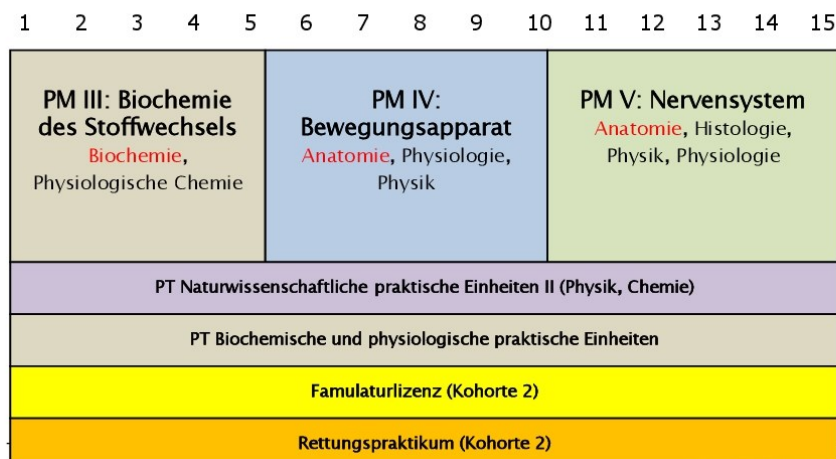 1 2 3 4 5 6 7 8 9 10 11 12 13 14 15
PM III: Biochemie
des Stoffwechsels
Biochemie,
Physiologische Chemie
PM IV:
Bewegungsapparat
Anatomie, Physiologie,
Physik
PM V: Nervensystem
Anatomie, Histologie,
Physik, Physiologie
PT Naturwissenschaftliche praktische Einheiten II (Physik, Chemie)
PT Biochemische und physiologische praktische Einheiten
Famulaturlizenz (Kohorte 2)
Rettungspraktikum (Kohorte 2)